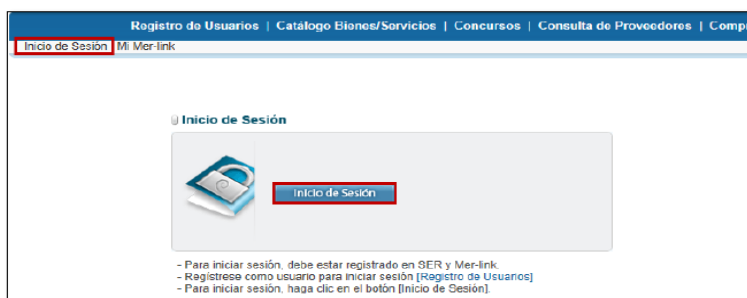 Registro de Usuarios | Catálogo Bienes/Servicios | Concursos | Consulta de Proveedores | Comp
Inicio de Sesión Mi Mer-link
Inicio de Sesión
Inicio de Sesión
- Para iniciar sesión, debe estar registrado en SER y Mer-link.
- Regístrese como usuario para iniciar sesión [Registro de Usuarios]
- Para iniciar sesión, haga clic en el botón [Inicio de Sesión].